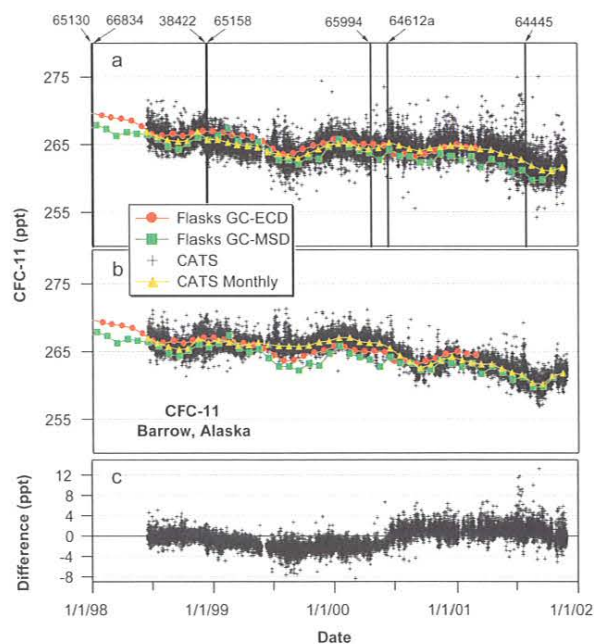 65130 66834 38422 65158 65994 64612a 64445
a
275
265
255
CFC-11 (ppt)
Flasks GC-ECD
Flasks GC-MSD
CATS
CATS Monthly
b
275
265
255
CFC-11
Barrow, Alaska
c
12
8
4
0
-4
-8
Difference (ppt)
1/1/98 1/1/99 1/1/00 1/1/01 1/1/02
Date